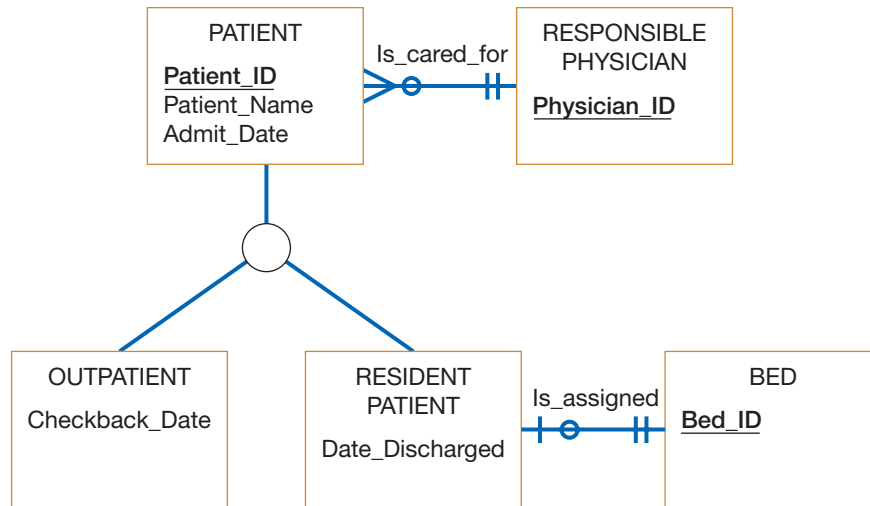 PATIENT
Patient_ID
Patient_Name
Admit_Date
Is_cared_for
RESPONSIBLE
PHYSICIAN
Physician_ID
OUTPATIENT
Checkback_Date
RESIDENT
PATIENT
Date_Discharged
Is_assigned
BED
Bed_ID